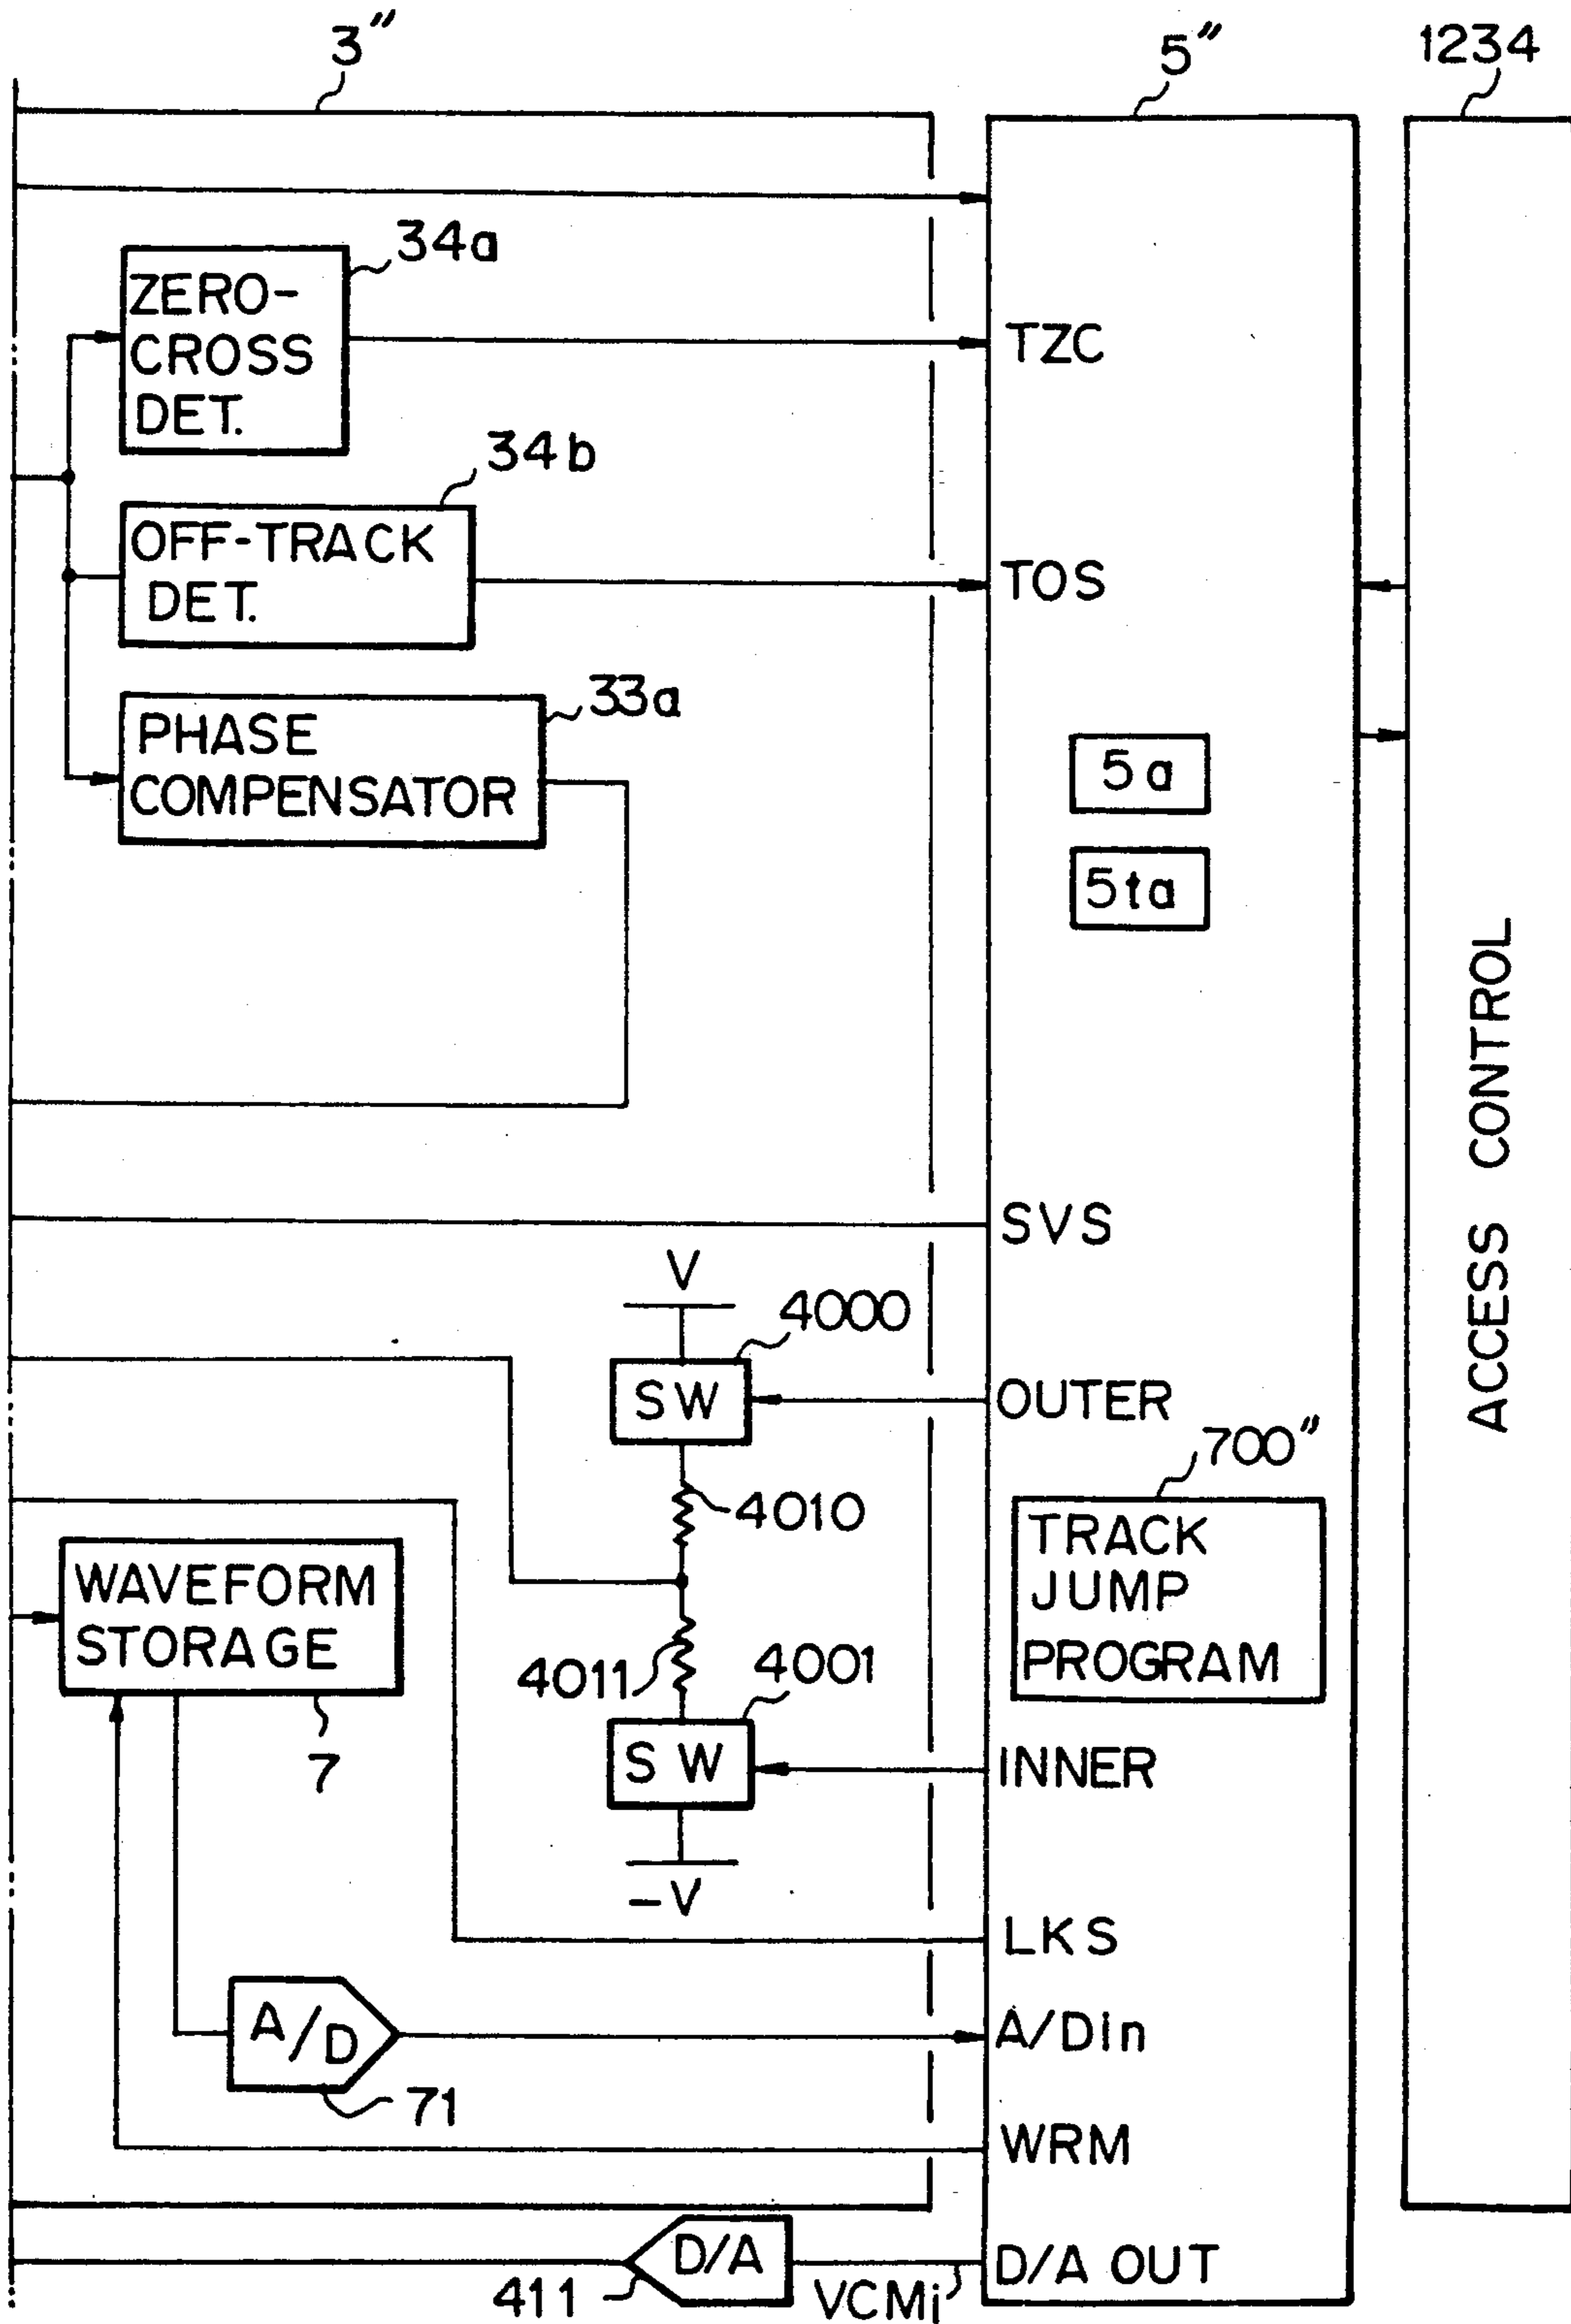 3″
5″
1234
34a
ZERO-
CROSS
DET.
TZC
34b
OFF-TRACK
DET.
TOS
33a
PHASE
COMPENSATOR
5a
5ta
ACCESS CONTROL
SVS
V
4000
SW
OUTER
700″
4010
TRACK
JUMP
PROGRAM
WAVEFORM
STORAGE
4011
4001
7
SW
INNER
-V
LKS
A/D
A/DIn
71
WRM
D/A
D/A OUT
411
VCMi